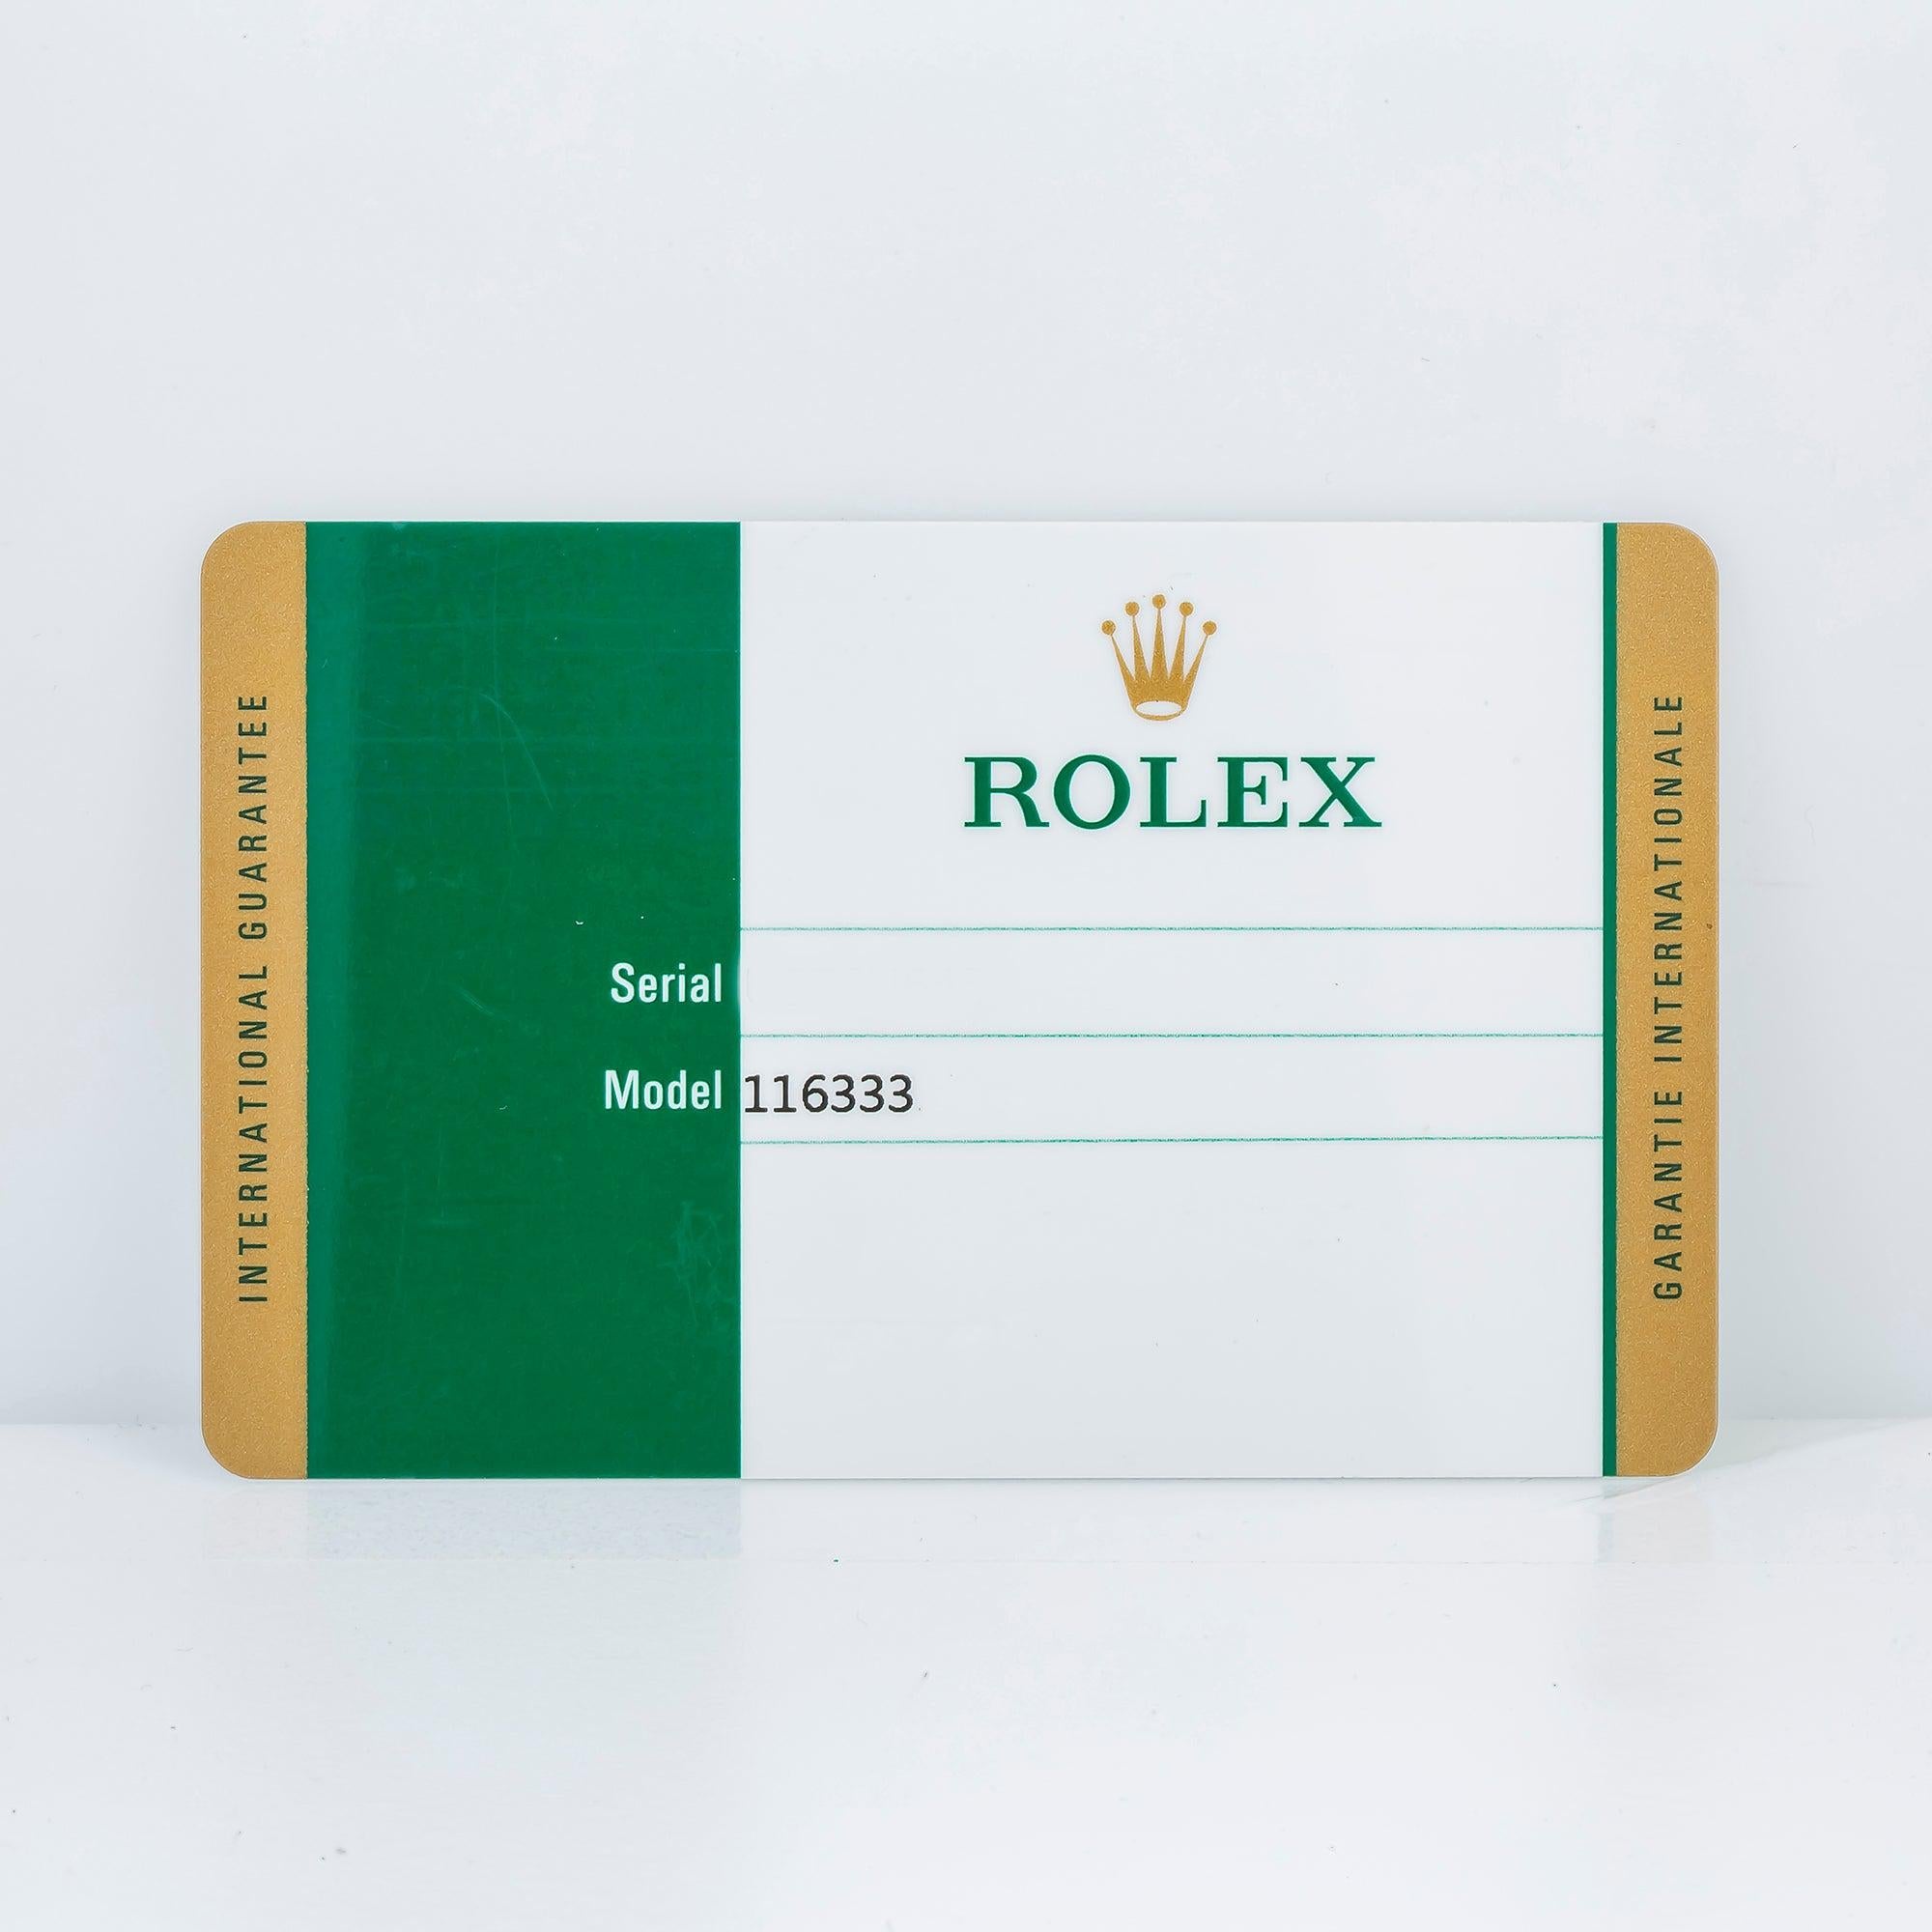 INTERNATIONAL GUARANTEE
ROLEX
Serial
Model 116333
GARANTIE INTERNATIONALE